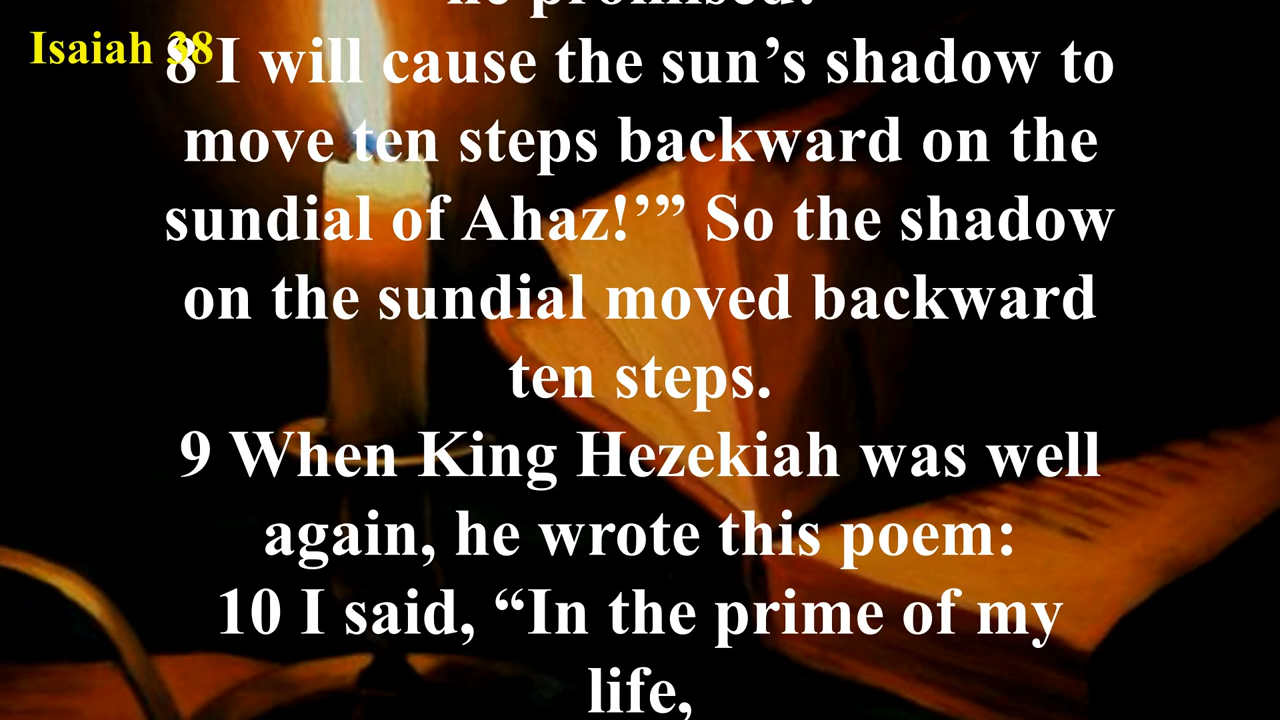 he promised:
Isaiah 38
8 I will cause the sun’s shadow to
move ten steps backward on the
sundial of Ahaz!’” So the shadow
on the sundial moved backward
ten steps.
9 When King Hezekiah was well
again, he wrote this poem:
10 I said, “In the prime of my
life,